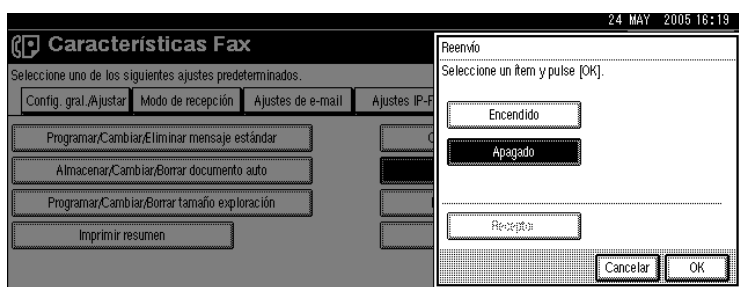 24 MAY 2005 16:19
Características Fax
Seleccione uno de los siguientes ajustes predeterminados.
Config. gral./Ajustar Modo de recepción Ajustes de e-mail Ajustes IP-F
Programar/Cambiar/Eliminar mensaje estándar
Almacenar/Cambiar/Borrar documento auto
Programar/Cambiar/Borrar tamaño exploración
Imprimir resumen
Reenvío
Seleccione un ítem y pulse [OK].
Encendido
Apagado
Receptor
Cancelar OK